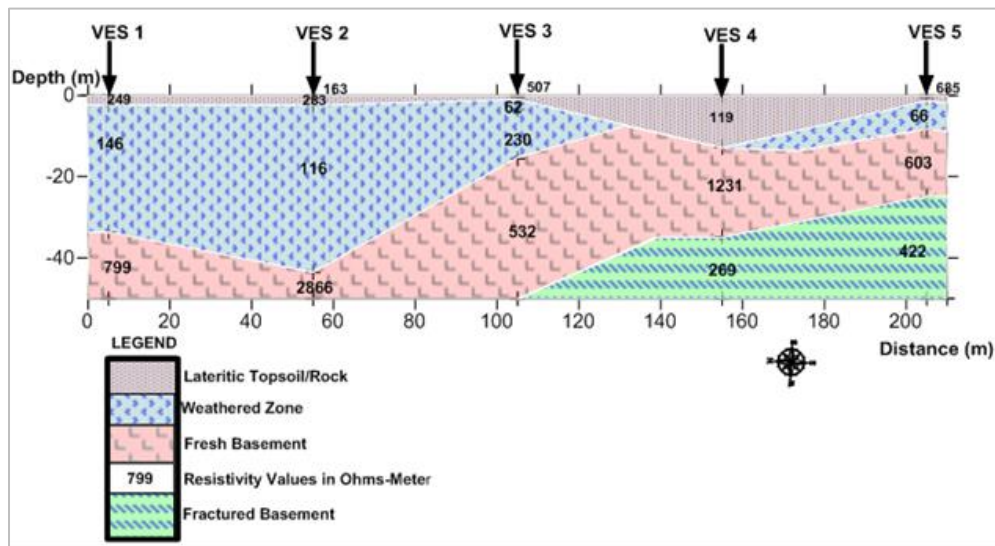 VES 1 VES 2 VES 3 VES 4 VES 5
Depth (m)
163 507 685
0 249 283 62 119 66
146 116 230
-20 1231 603
532
-40 799 269 422
2866
0 20 40 60 80 100 120 140 160 180 200
LEGEND
Distance (m)
Lateritic Topsoil/Rock
Weathered Zone
Fresh Basement
799 Resistivity Values in Ohms-Meter
Fractured Basement